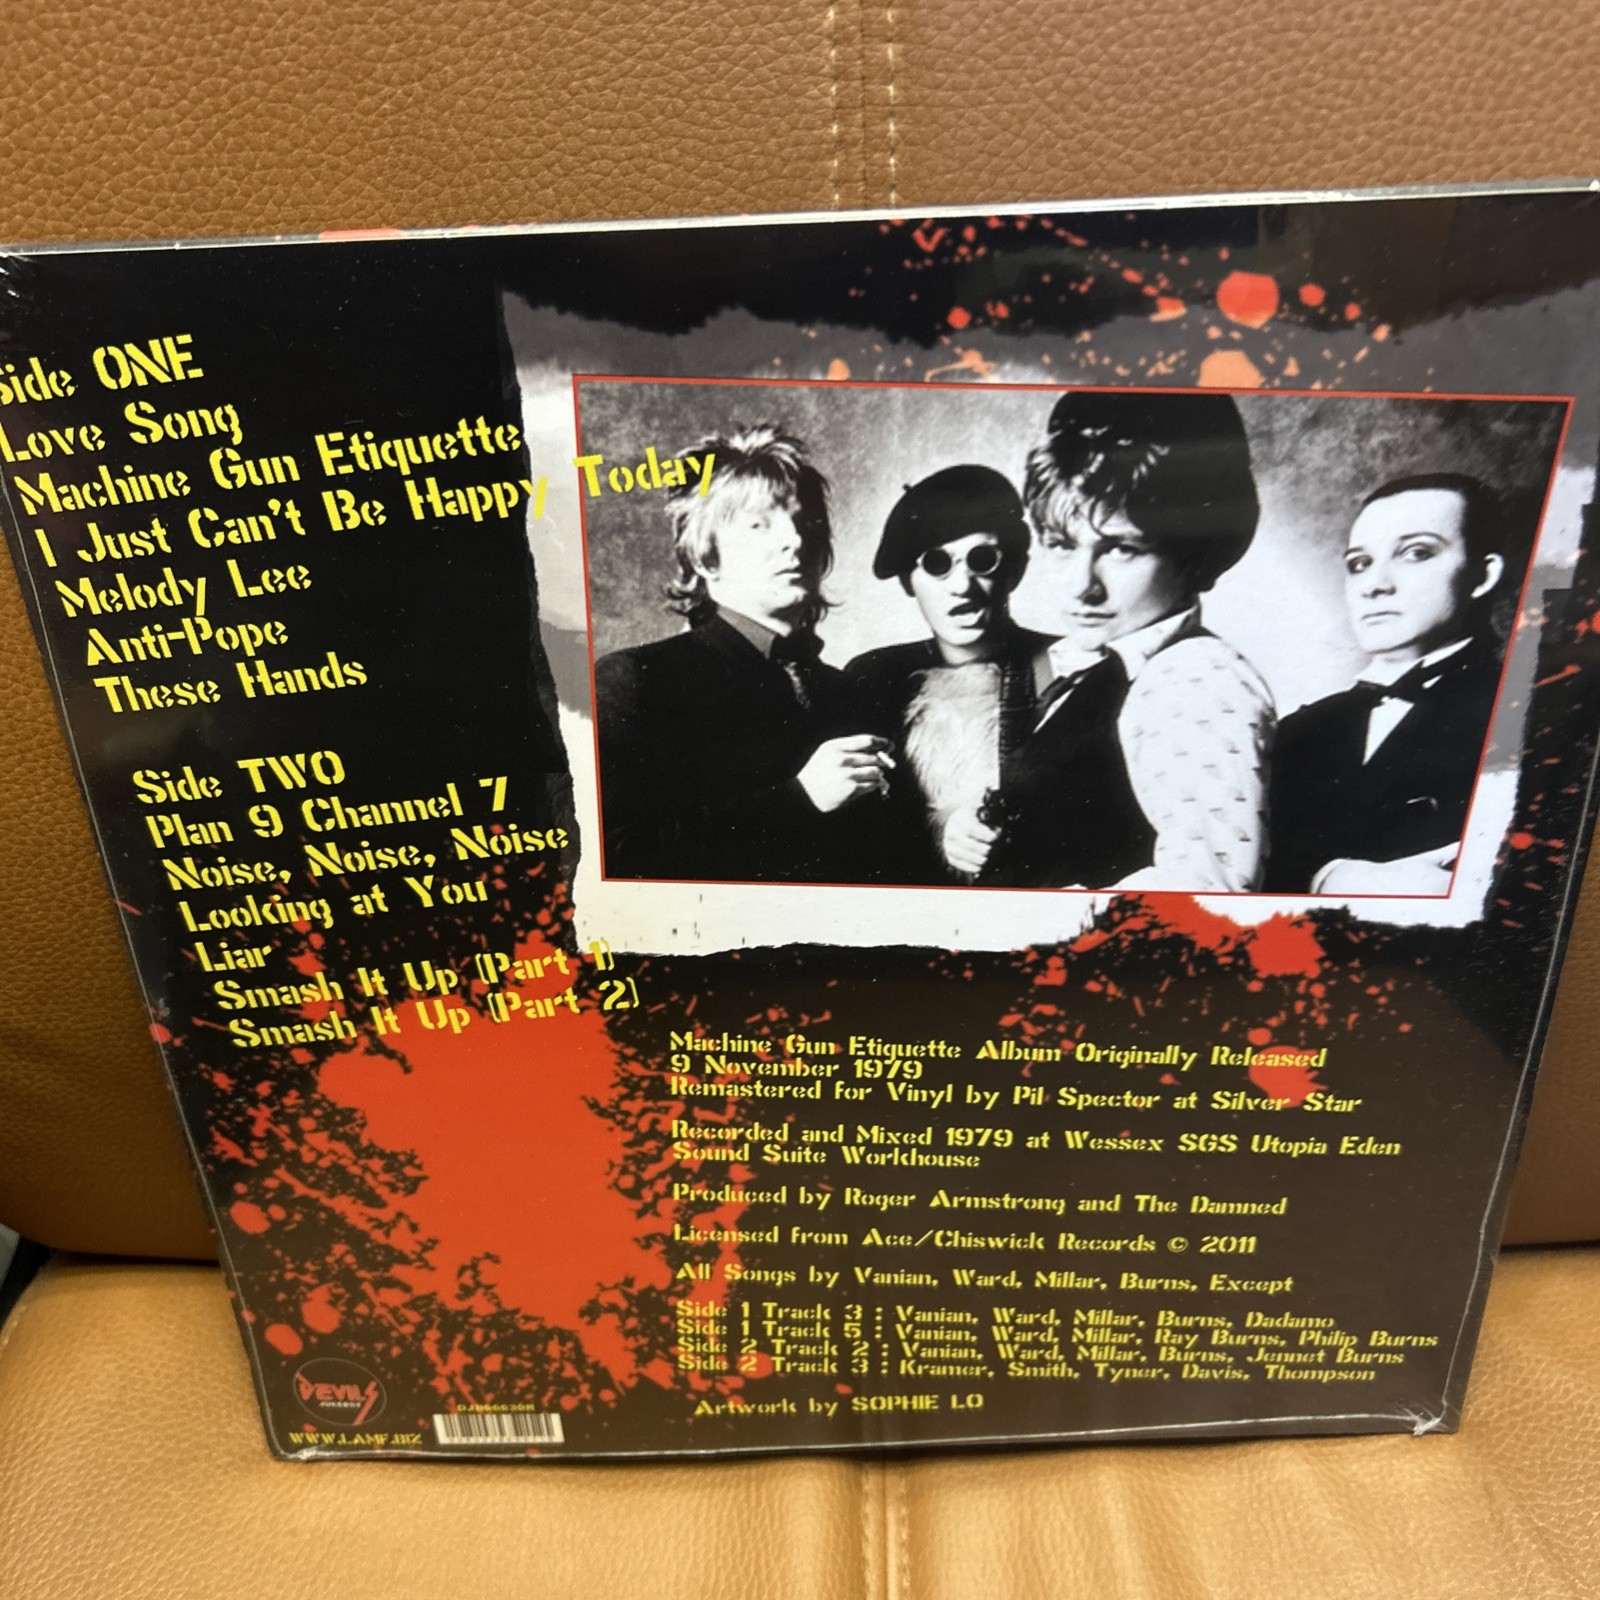 Side ONE
Love Song
Machine Gun Etiquette
I Just Can't Be Happy Today
Melody Lee
Anti-Pope
These Hands
Side TWO
Plan 9 Channel 7
Noise, Noise, Noise
Looking at You
Liar
Smash It Up (Part 1)
Smash It Up (Part 2)
Machine Gun Etiquette Album Originally Released
9 November 1979
Remastered for Vinyl by Pil Spector at Silver Star
Recorded and Mixed 1979 at Wessex SGS Utopia Eden
Sound Suite Workhouse
Produced by Roger Armstrong and The Damned
Licensed from Ace/Chiswick Records © 2011
All Songs by Vanian, Ward, Millar, Burns, Except
Side 1 Track 3 : Vanian, Ward, Millar, Burns, Dadamo
Side 1 Track 5 : Vanian, Ward, Millar, Ray Burns, Philip Burns
Side 2 Track 2 : Vanian, Ward, Millar, Burns, Jennet Burns
Side 2 Track 3 : Kramer, Smith, Tyner, Davis, Thompson
Artwork by SOPHIE LO
DEVILS
JUKEBOX
WWW.LAMF.BIZ